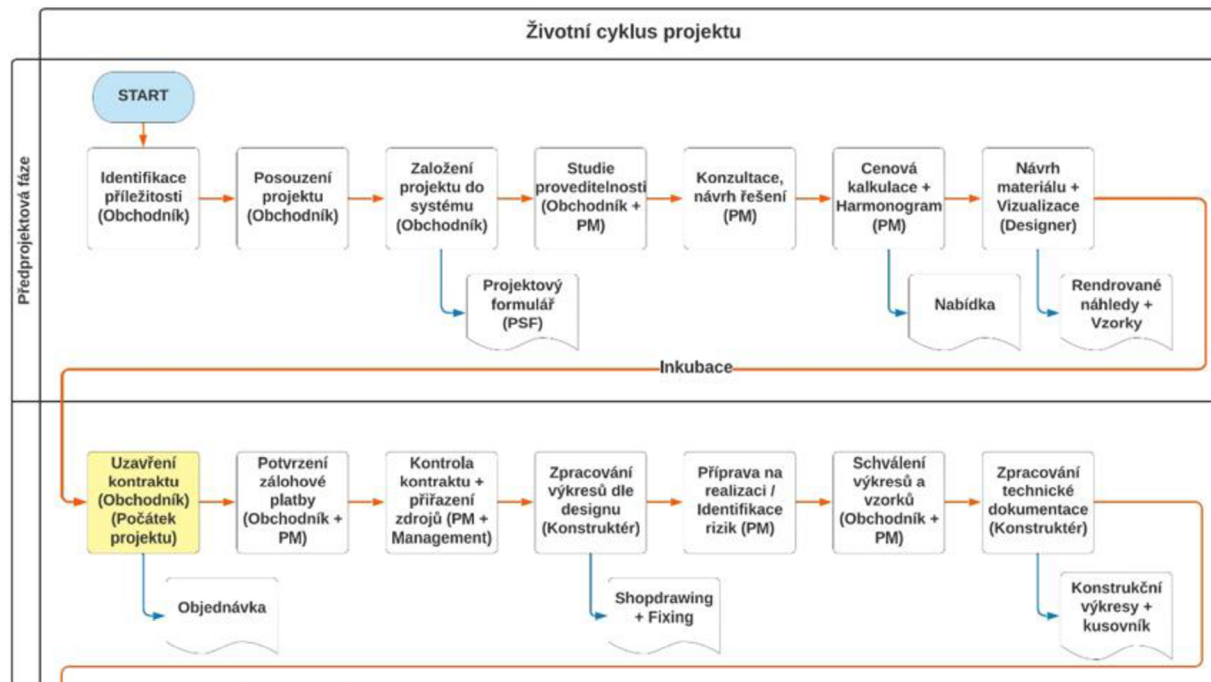 Životní cyklus projektu
Předprojektová fáze
START
Identifikace
příležitosti
(Obchodník)
Posouzení
projektu
(Obchodník)
Založení
projektu do
systému
(Obchodník)
Studie
proveditelnosti
(Obchodník +
PM)
Konzultace,
návrh řešení
(PM)
Cenová
kalkulace +
Harmonogram
(PM)
Návrh
materiálu +
Vizualizace
(Designer)
Projektový
formulář
(PSF)
Nabídka
Rendrované
náhledy +
Vzorky
Inkubace
Uzavření
kontraktu
(Obchodník)
(Počátek
projektu)
Potvrzení
zálohové
platby
(Obchodník +
PM)
Kontrola
kontraktu +
přiřazení
zdrojů (PM +
Management)
Zpracování
výkresů dle
designu
(Konstruktér)
Příprava na
realizaci /
Identifikace
rizik (PM)
Schválení
výkresů a
vzorků
(Obchodník +
PM)
Zpracování
technické
dokumentace
(Konstruktér)
Objednávka
Shopdrawing
+ Fixing
Konstrukční
výkresy +
kusovník